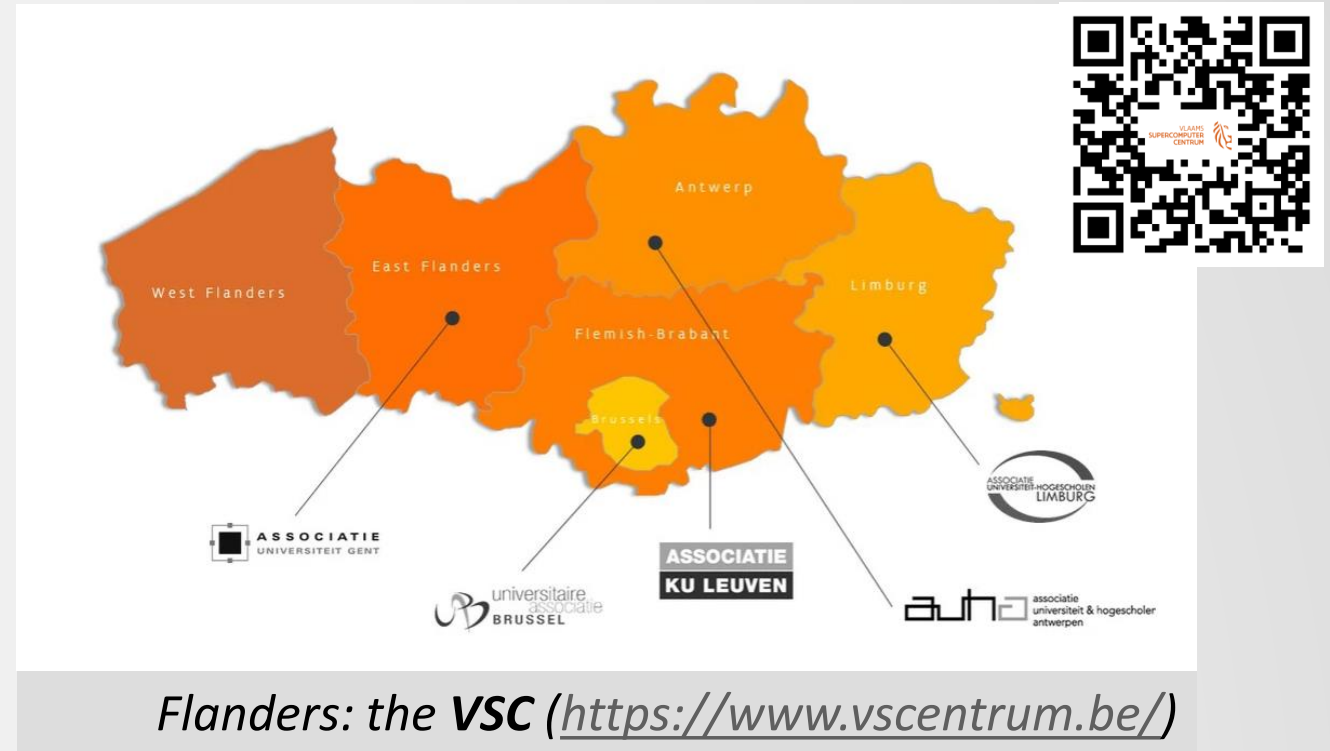 VLAAMS
SUPERCOMPUTER
CENTRUM
Antwerp
East Flanders
Limburg
West Flanders
Flemish-Brabant
Brussels
ASSOCIATIE
UNIVERSITEIT-HOGESCHOLEN
LIMBURG
ASSOCIATIE
UNIVERSITEIT GENT
ASSOCIATIE
KU LEUVEN
universitaire
associatie
BRUSSEL
auha
associatie
universiteit & hogescholer
antwerpen
Flanders: the VSC (https://www.vscentrum.be/)